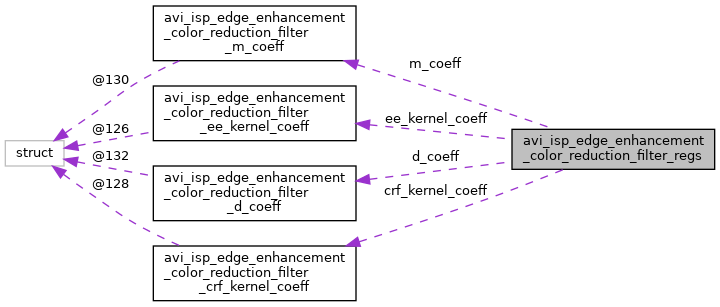 avi_isp_edge_enhancement
_color_reduction_filter
_m_coeff
@130
m_coeff
avi_isp_edge_enhancement
_color_reduction_filter
_ee_kernel_coeff
@126
ee_kernel_coeff
struct
avi_isp_edge_enhancement
_color_reduction_filter_regs
@132
d_coeff
avi_isp_edge_enhancement
_color_reduction_filter
_d_coeff
@128
crf_kernel_coeff
avi_isp_edge_enhancement
_color_reduction_filter
_crf_kernel_coeff